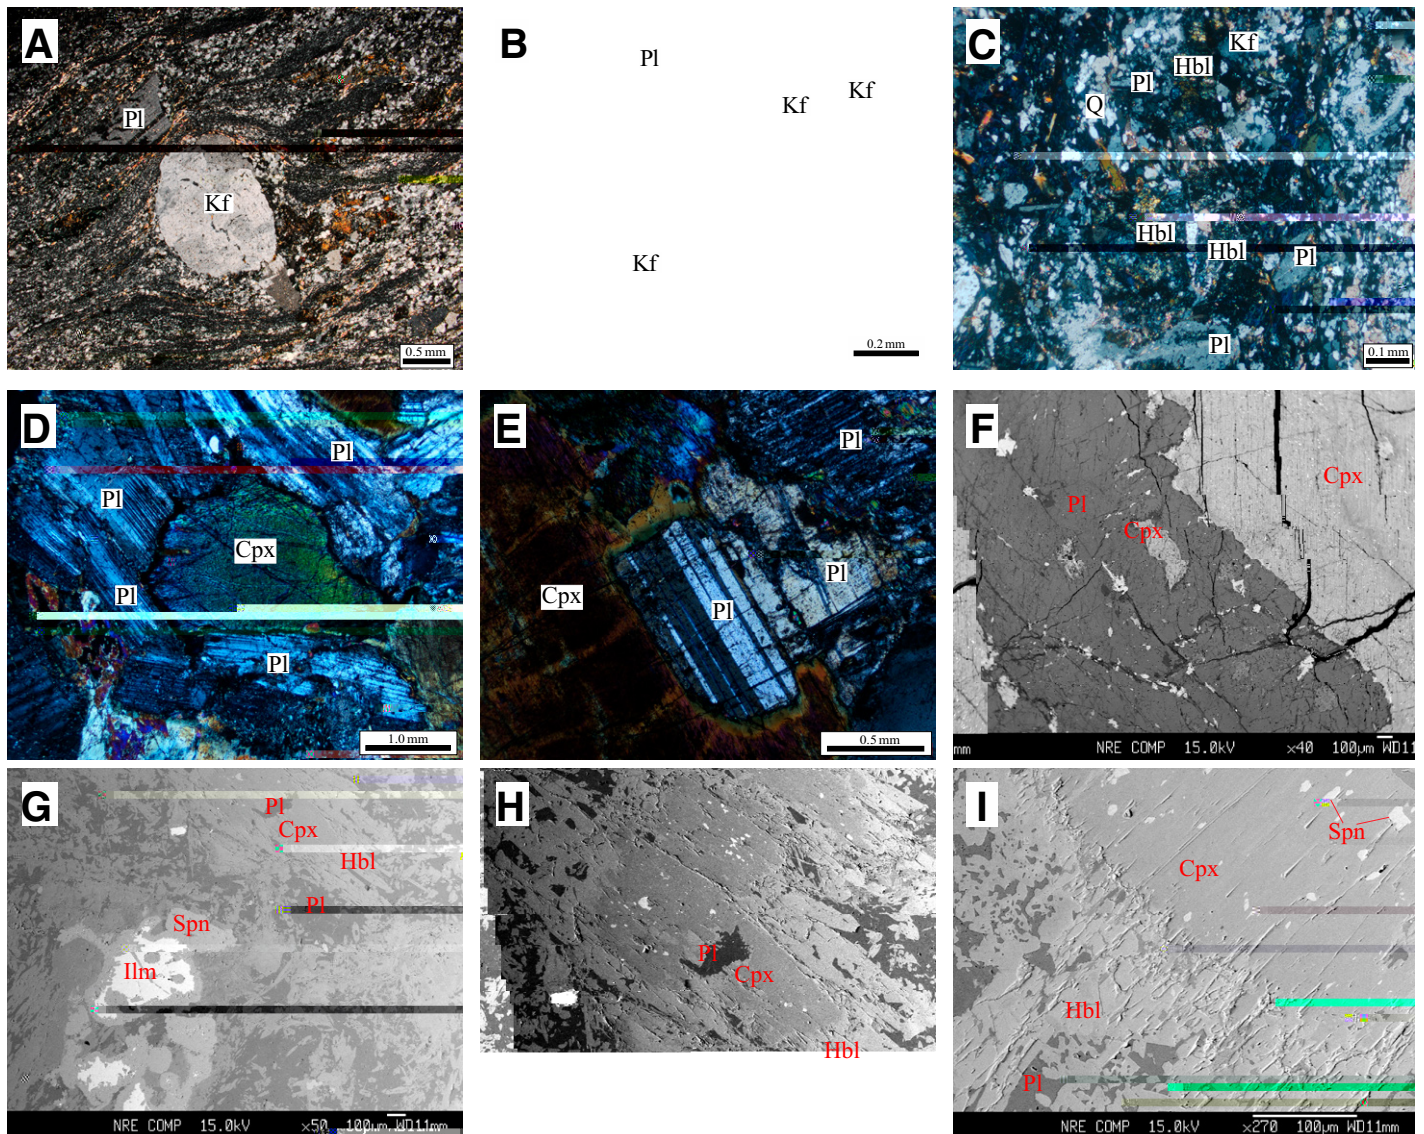 A
Pl
Kf
0.5 mm
B
Pl
Kf
Kf
Kf
0.2 mm
C
Kf
Hbl
Pl
Q
Hbl
Hbl
Pl
Pl
0.1 mm
D
Pl
Pl
Cpx
Pl
Pl
1.0 mm
E
Pl
Pl
Cpx
Pl
0.5 mm
F
Cpx
Pl
Cpx
mm NRE COMP 15.0kV ×40 100µm WD11
G
Pl
Cpx
Hbl
Pl
Spn
Ilm
NRE COMP 15.0kV ×50 100µm WD11mm
H
Pl
Cpx
Hbl
I
Spn
Cpx
Hbl
Pl
NRE COMP 15.0kV ×270 100µm WD11mm